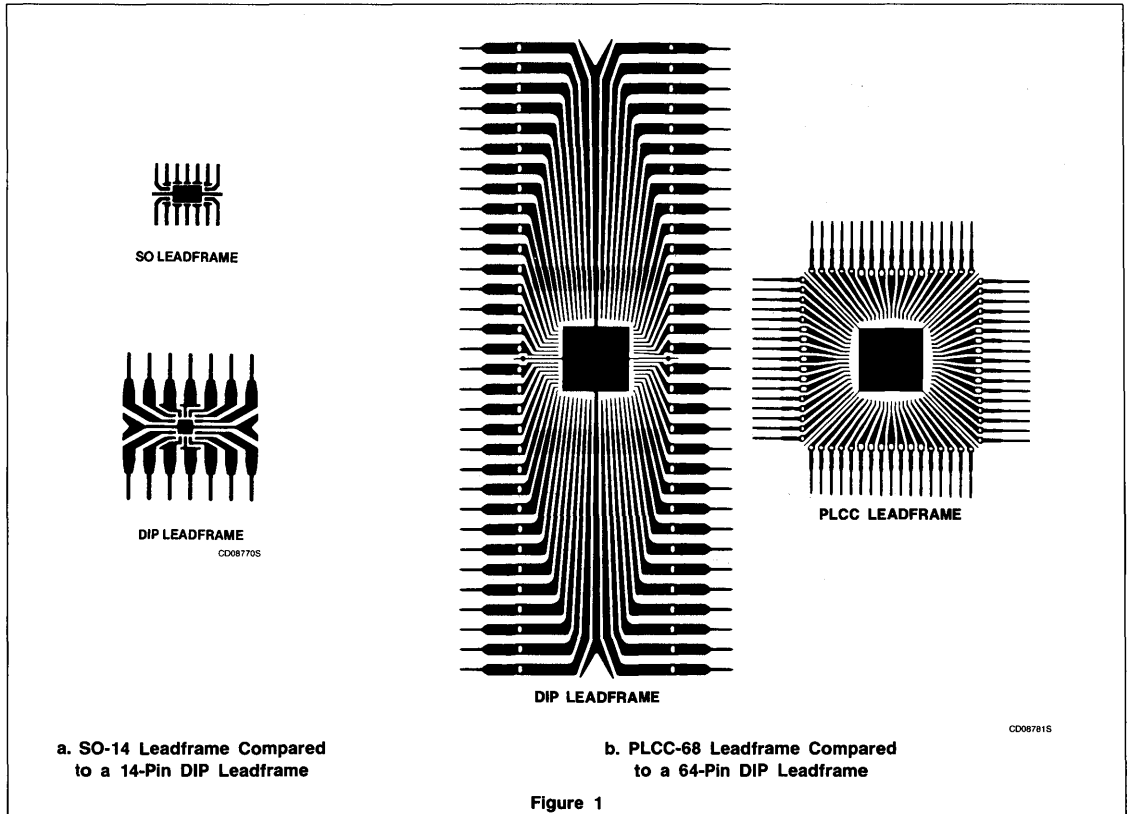 SO LEADFRAME
DIP LEADFRAME
CD08770S
DIP LEADFRAME
PLCC LEADFRAME
CD08781S
a. SO-14 Leadframe Compared
to a 14-Pin DIP Leadframe
b. PLCC-68 Leadframe Compared
to a 64-Pin DIP Leadframe
Figure 1